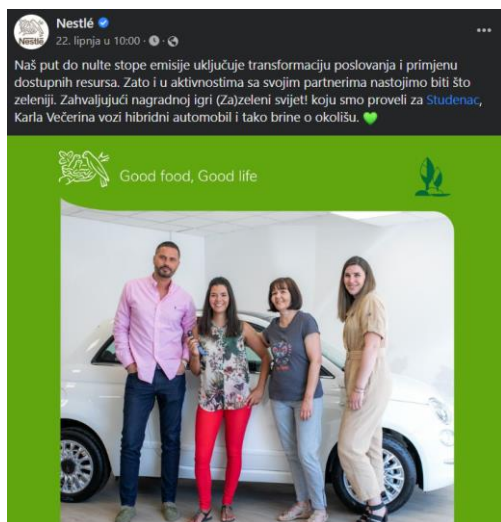 Nestlé
22. lipnja u 10:00
Naš put do nulte stope emisije uključuje transformaciju poslovanja i primjenu
dostupnih resursa. Zato i u aktivnostima sa svojim partnerima nastojimo biti što
zeleniji. Zahvaljujući nagradnoj igri (Za)zeleni svijet! koju smo proveli za Studenac,
Karla Večerina vozi hibridni automobil i tako brine o okolišu.
Good food, Good life